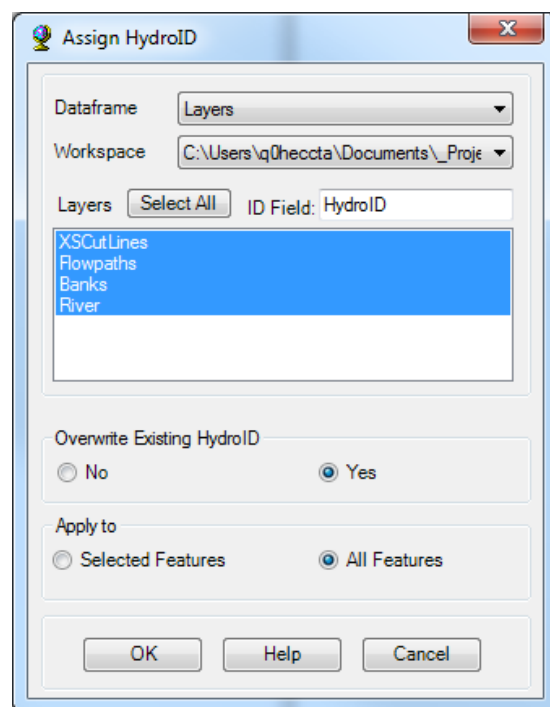 Assign HydroID
Dataframe Layers
Workspace C:\Users\q0heccta\Documents\_Proje
Layers Select All ID Field: HydroID
XSCutLines
Flowpaths
Banks
River
Overwrite Existing HydroID
No Yes
Apply to
Selected Features All Features
OK Help Cancel